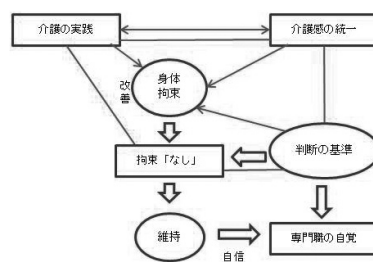 介護の実践
介護感の統一
改善
身体
拘束
判断の基準
拘束「なし」
維持
自信
専門職の自覚